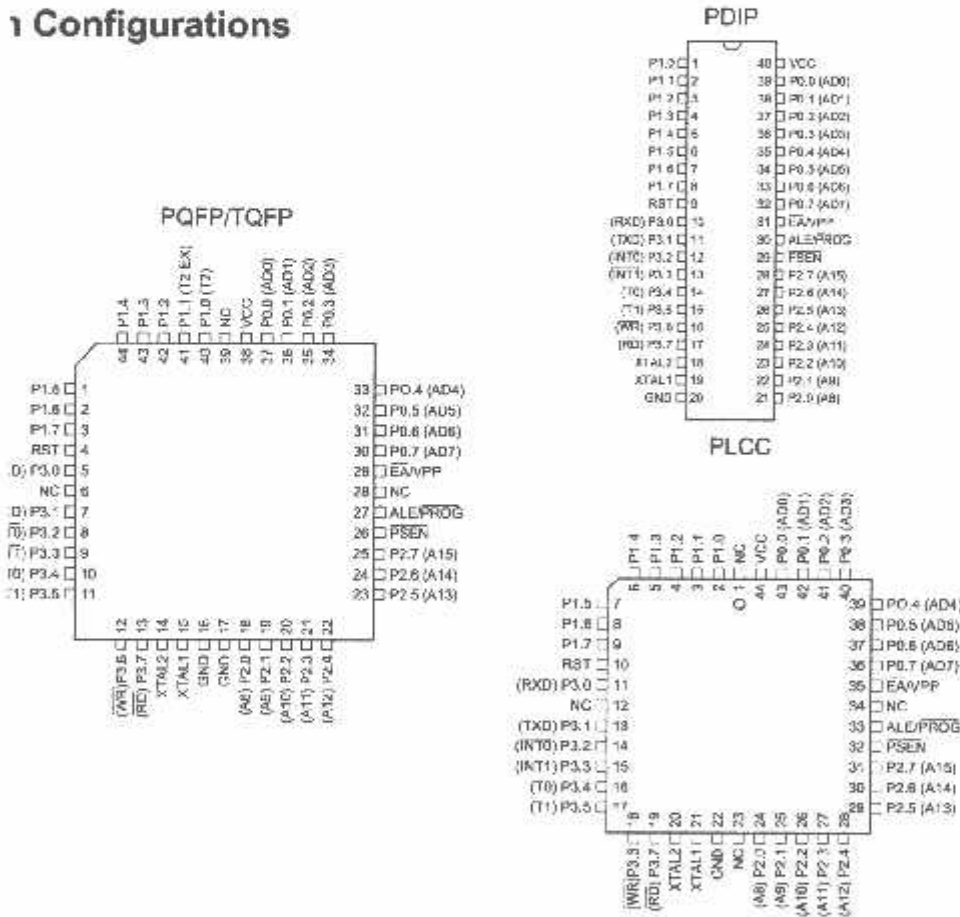 n Configurations
PDIP
P1.0 1 40 VCC
P1.1 2 39 P0.0 (AD0)
P1.2 3 38 P0.1 (AD1)
P1.3 4 37 P0.2 (AD2)
P1.4 5 36 P0.3 (AD3)
P1.5 6 35 P0.4 (AD4)
P1.6 7 34 P0.5 (AD5)
P1.7 8 33 P0.6 (AD6)
RST 9 32 P0.7 (AD7)
(RXD) P3.0 10 31 EA/VPP
(TXD) P3.1 11 30 ALE/PROG
(INT0) P3.2 12 29 PSEN
(INT1) P3.3 13 28 P2.7 (A15)
(T0) P3.4 14 27 P2.6 (A14)
(T1) P3.5 15 26 P2.5 (A13)
(WR) P3.6 16 25 P2.4 (A12)
(RD) P3.7 17 24 P2.3 (A11)
XTAL2 18 23 P2.2 (A10)
XTAL1 19 22 P2.1 (A9)
GND 20 21 P2.0 (A8)
PQFP/TQFP
P1.4 P1.3 P1.2 P1.1 (T2 EX) P1.0 (T2) NC VCC P0.0 (AD0) P0.1 (AD1) P0.2 (AD2) P0.3 (AD3)
44 43 42 41 40 39 38 37 36 35 34
P1.5 1 33 PO.4 (AD4)
P1.6 2 32 P0.5 (AD5)
P1.7 3 31 P0.6 (AD6)
RST 4 30 P0.7 (AD7)
D) P3.0 5 29 EA/VPP
NC 6 28 NC
D) P3.1 7 27 ALE/PROG
T0) P3.2 8 26 PSEN
T) P3.3 9 25 P2.7 (A15)
T0) P3.4 10 24 P2.6 (A14)
T1) P3.5 11 23 P2.5 (A13)
12 13 14 15 16 17 18 19 20 21 22
(WR) P3.6 (RD) P3.7 XTAL2 XTAL1 GND GND (A8) P2.0 (A9) P2.1 (A10) P2.2 (A11) P2.3 (A12) P2.4
PLCC
P1.4 P1.3 P1.2 P1.1 P1.0 NC VCC P0.0 (AD0) P0.1 (AD1) P0.2 (AD2) P0.3 (AD3)
6 5 4 3 2 1 44 43 42 41 40
P1.5 7 39 PO.4 (AD4)
P1.6 8 38 P0.5 (AD5)
P1.7 9 37 P0.6 (AD6)
RST 10 36 P0.7 (AD7)
(RXD) P3.0 11 35 EA/VPP
NC 12 34 NC
(TXD) P3.1 13 33 ALE/PROG
(INT0) P3.2 14 32 PSEN
(INT1) P3.3 15 31 P2.7 (A15)
(T0) P3.4 16 30 P2.6 (A14)
(T1) P3.5 17 29 P2.5 (A13)
18 19 20 21 22 23 24 25 26 27 28
(WR) P3.6 (RD) P3.7 XTAL2 XTAL1 GND NC (A8) P2.0 (A9) P2.1 (A10) P2.2 (A11) P2.3 (A12) P2.4